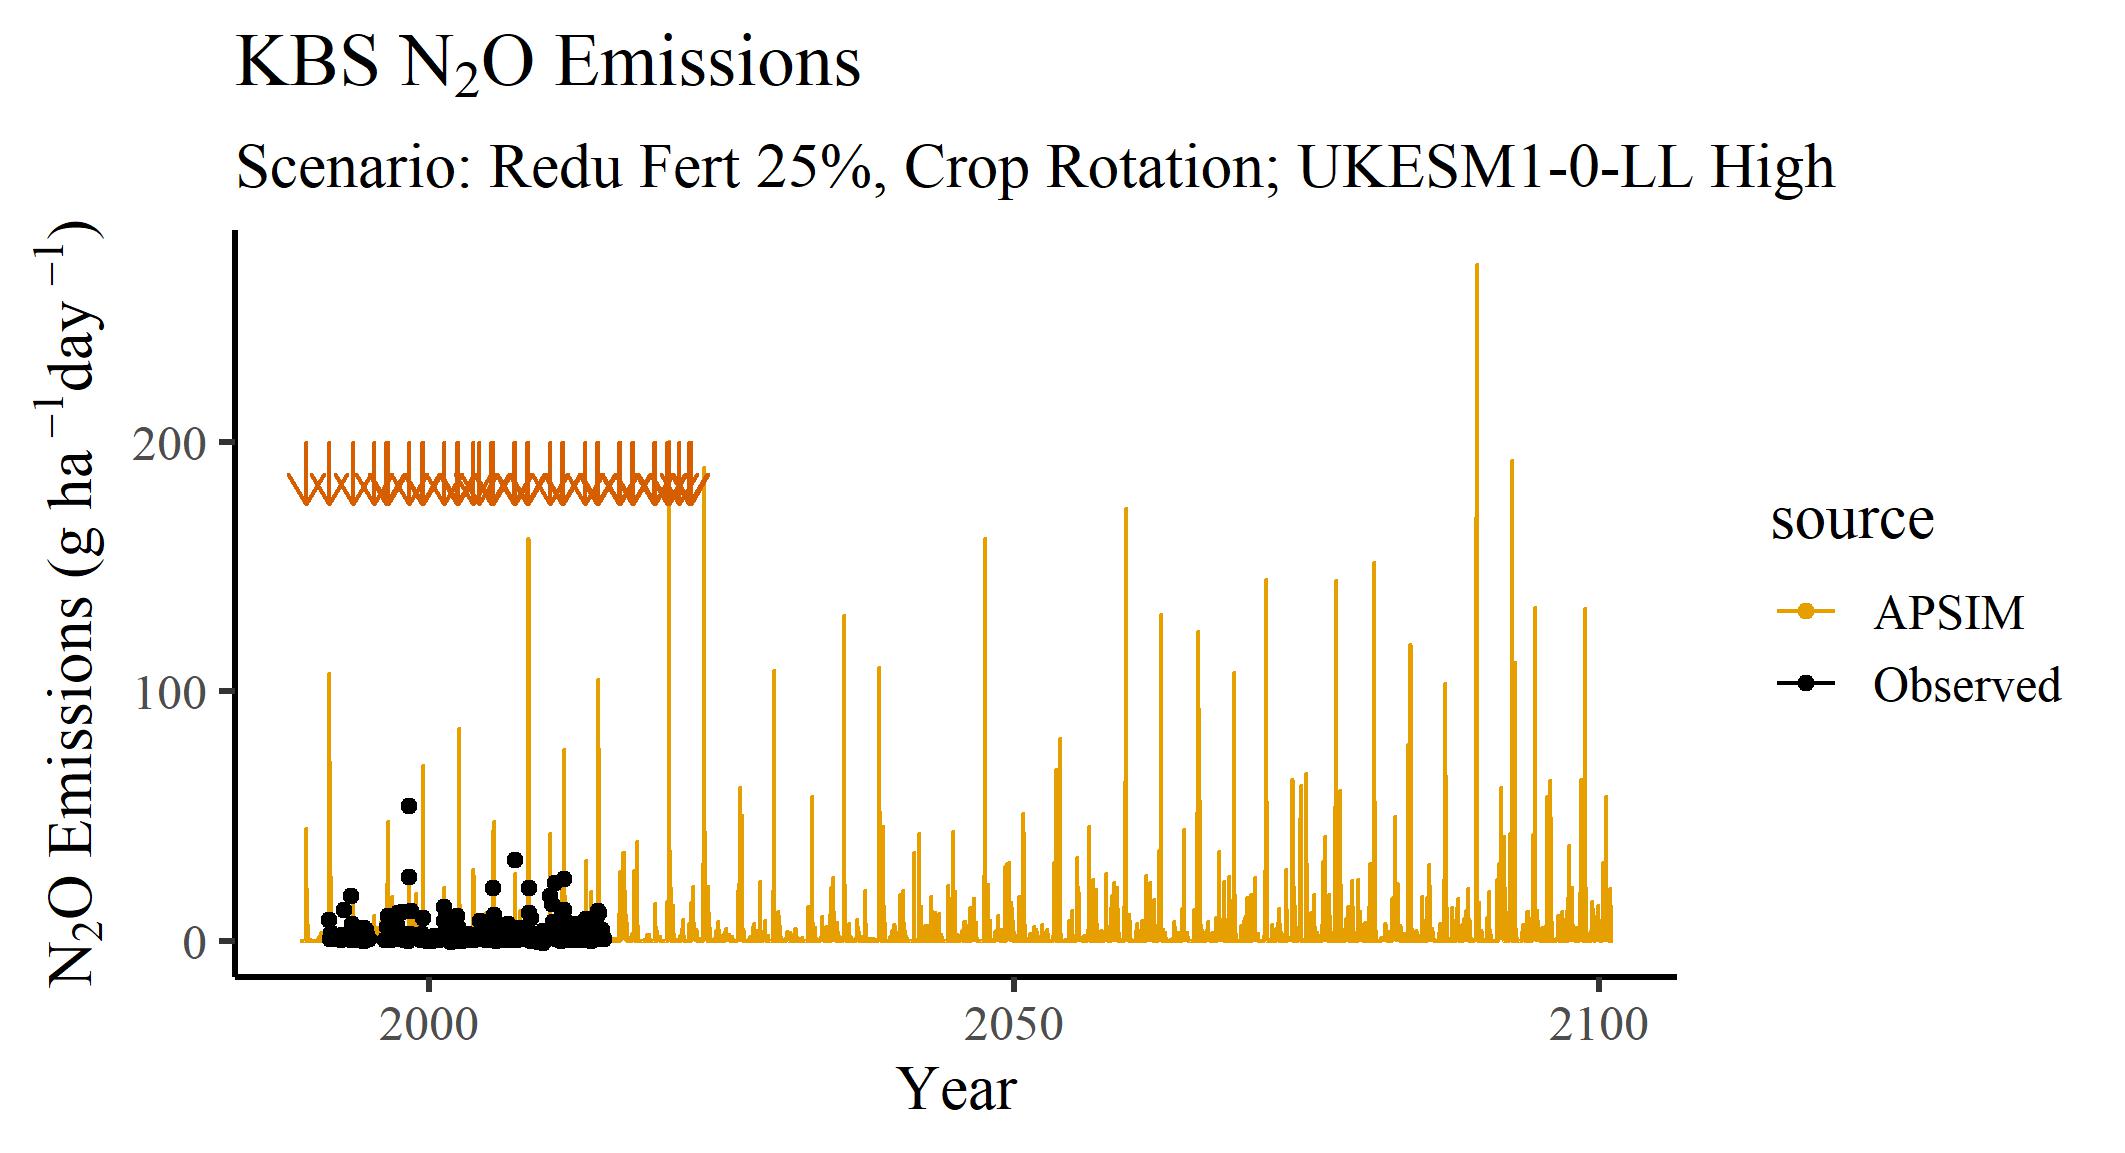 KBS N₂O Emissions
Scenario: Redu Fert 25%, Crop Rotation; UKESM1-0-LL High
N₂O Emissions (g ha ⁻¹day ⁻¹)
200
100
0
2000
2050
2100
Year
source
APSIM
Observed